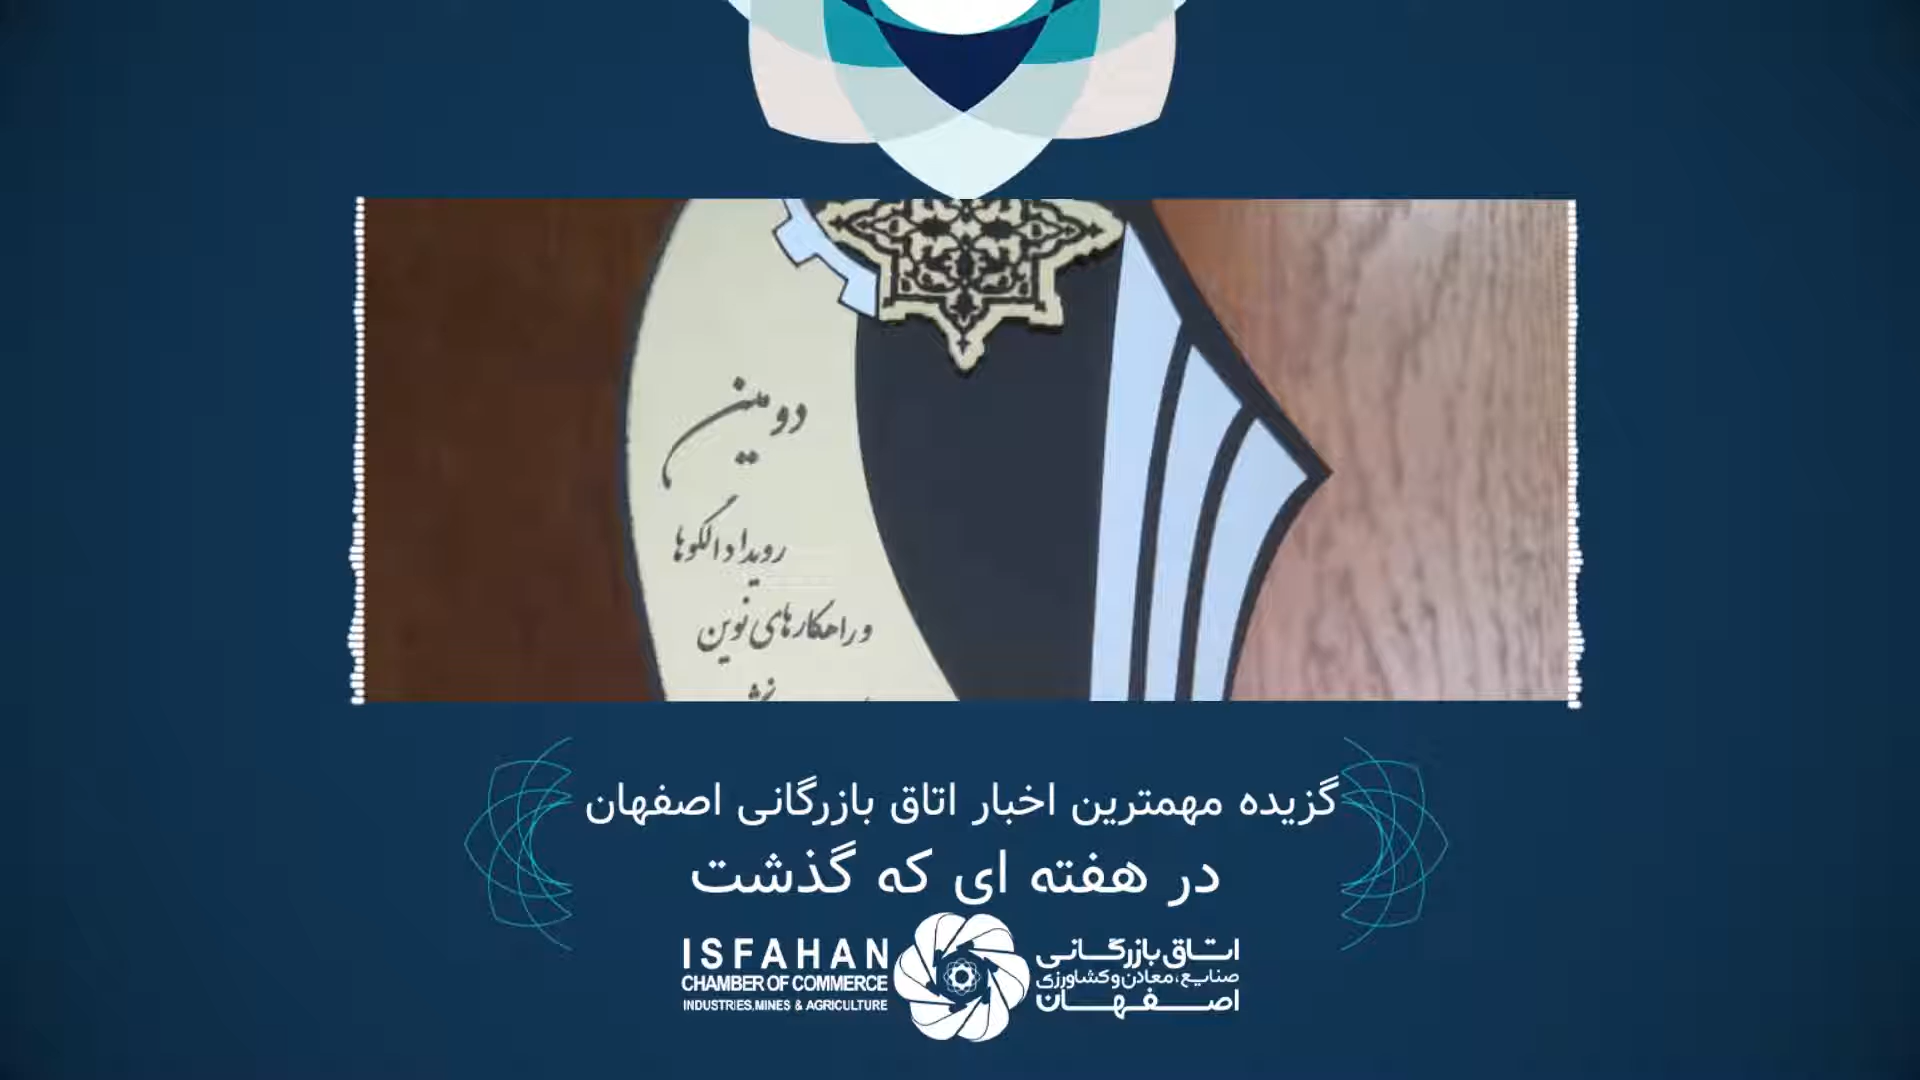 دومین
رویداد الگوها
و راهکارهای نوین
گزیده مهمترین اخبار اتاق بازرگانی اصفهان
در هفته ای که گذشت
ISFAHAN
CHAMBER OF COMMERCE
INDUSTRIES,MINES & AGRICULTURE
اتاق بازرگانی
صنایع، معادن و کشاورزی
اصفهان